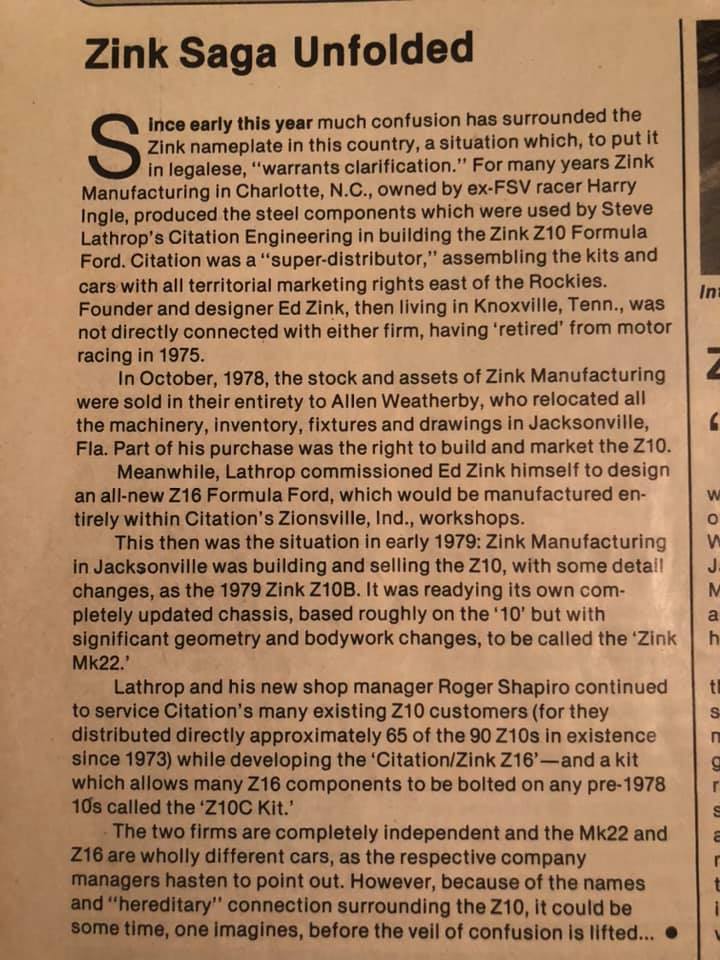 Zink Saga Unfolded
Since early this year much confusion has surrounded the
Zink nameplate in this country, a situation which, to put it
in legalese, "warrants clarification." For many years Zink
Manufacturing in Charlotte, N.C., owned by ex-FSV racer Harry
Ingle, produced the steel components which were used by Steve
Lathrop's Citation Engineering in building the Zink Z10 Formula
Ford. Citation was a "super-distributor," assembling the kits and
cars with all territorial marketing rights east of the Rockies.
Founder and designer Ed Zink, then living in Knoxville, Tenn., was
not directly connected with either firm, having 'retired' from motor
racing in 1975.
In October, 1978, the stock and assets of Zink Manufacturing
were sold in their entirety to Allen Weatherby, who relocated all
the machinery, inventory, fixtures and drawings in Jacksonville,
Fla. Part of his purchase was the right to build and market the Z10.
Meanwhile, Lathrop commissioned Ed Zink himself to design
an all-new Z16 Formula Ford, which would be manufactured en-
tirely within Citation's Zionsville, Ind., workshops.
This then was the situation in early 1979: Zink Manufacturing
in Jacksonville was building and selling the Z10, with some detail
changes, as the 1979 Zink Z10B. It was readying its own com-
pletely updated chassis, based roughly on the '10' but with
significant geometry and bodywork changes, to be called the 'Zink
Mk22.'
Lathrop and his new shop manager Roger Shapiro continued
to service Citation's many existing Z10 customers (for they
distributed directly approximately 65 of the 90 Z10s in existence
since 1973) while developing the 'Citation/Zink Z16'—and a kit
which allows many Z16 components to be bolted on any pre-1978
10s called the 'Z10C Kit.'
The two firms are completely independent and the Mk22 and
Z16 are wholly different cars, as the respective company
managers hasten to point out. However, because of the names
and "hereditary" connection surrounding the Z10, it could be
some time, one imagines, before the veil of confusion is lifted... ●